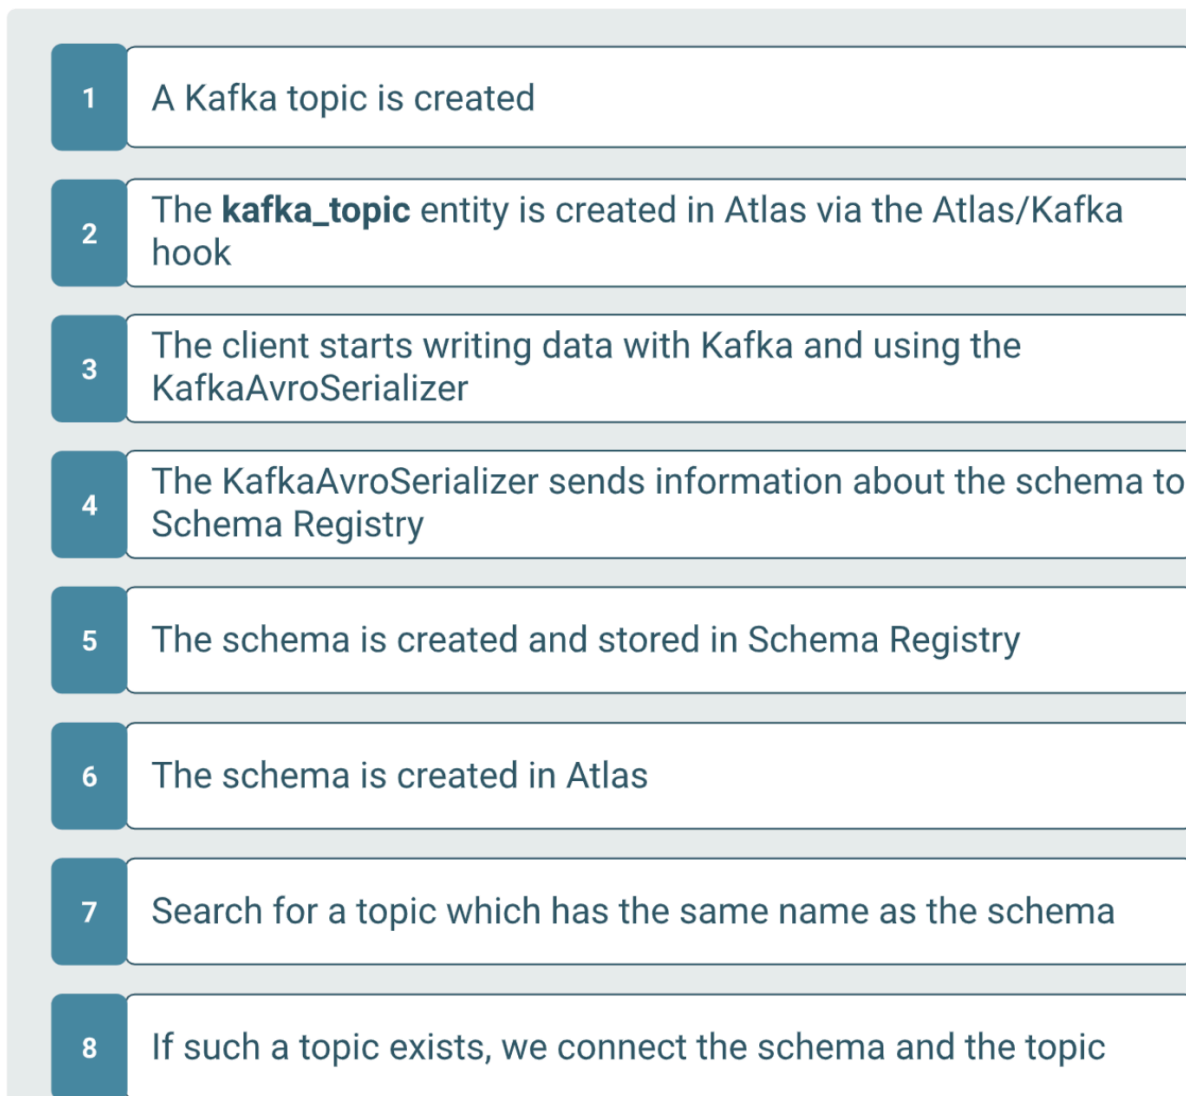 1
A Kafka topic is created
2
The kafka_topic entity is created in Atlas via the Atlas/Kafka
hook
3
The client starts writing data with Kafka and using the
KafkaAvroSerializer
4
The KafkaAvroSerializer sends information about the schema to
Schema Registry
5
The schema is created and stored in Schema Registry
6
The schema is created in Atlas
7
Search for a topic which has the same name as the schema
8
If such a topic exists, we connect the schema and the topic